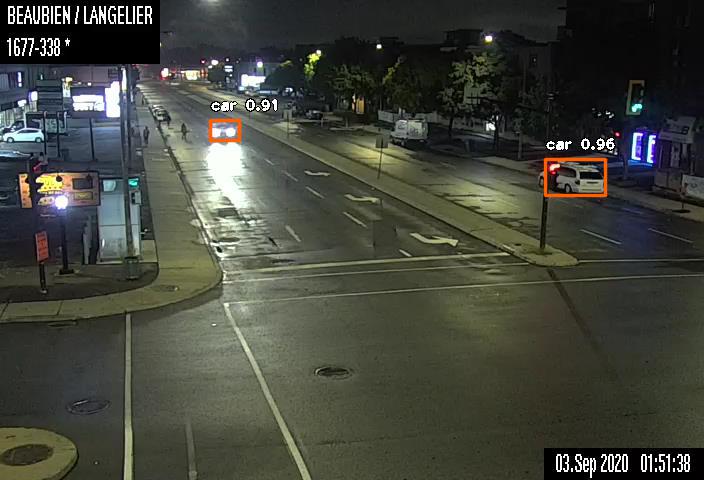 BEAUBIEN / LANGELIER
1677-338 *
car 0.91
car 0.96
03.Sep 2020 01:51:38